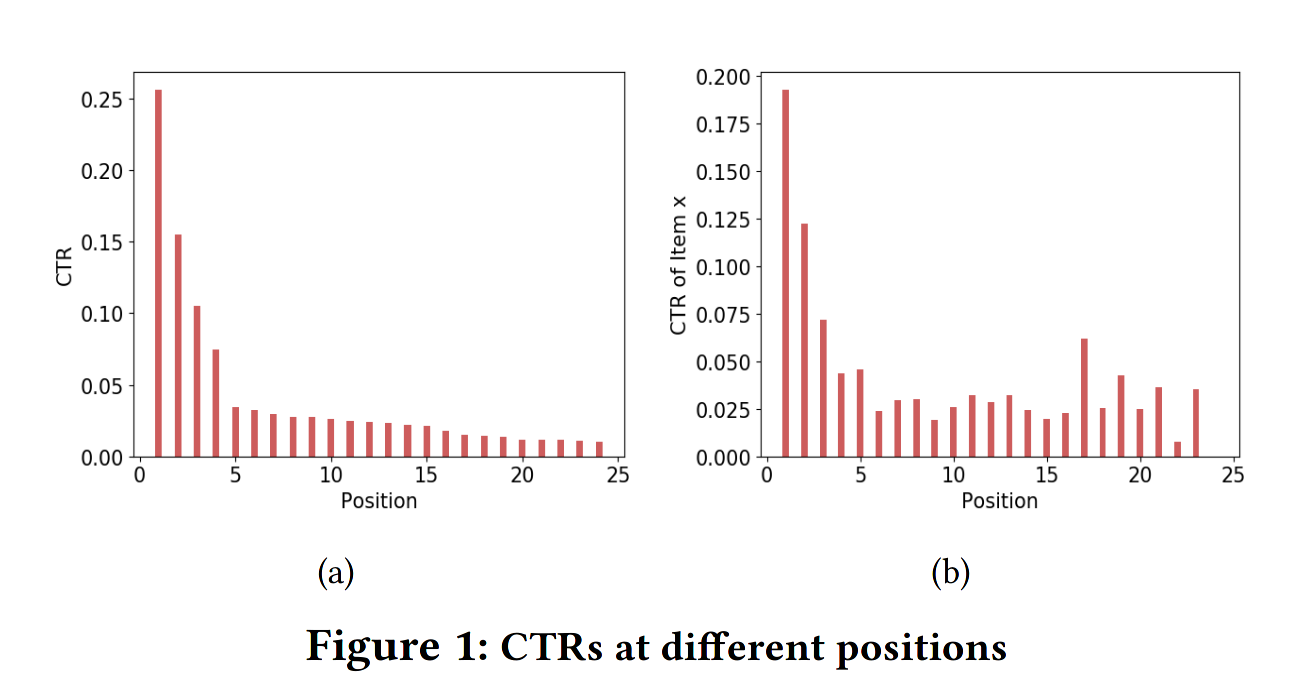 0.25
0.20
0.15
0.10
0.05
0.00
CTR
0 5 10 15 20 25
Position
(a)
0.200
0.175
0.150
0.125
0.100
0.075
0.050
0.025
0.000
CTR of Item x
0 5 10 15 20 25
Position
(b)
Figure 1: CTRs at different positions